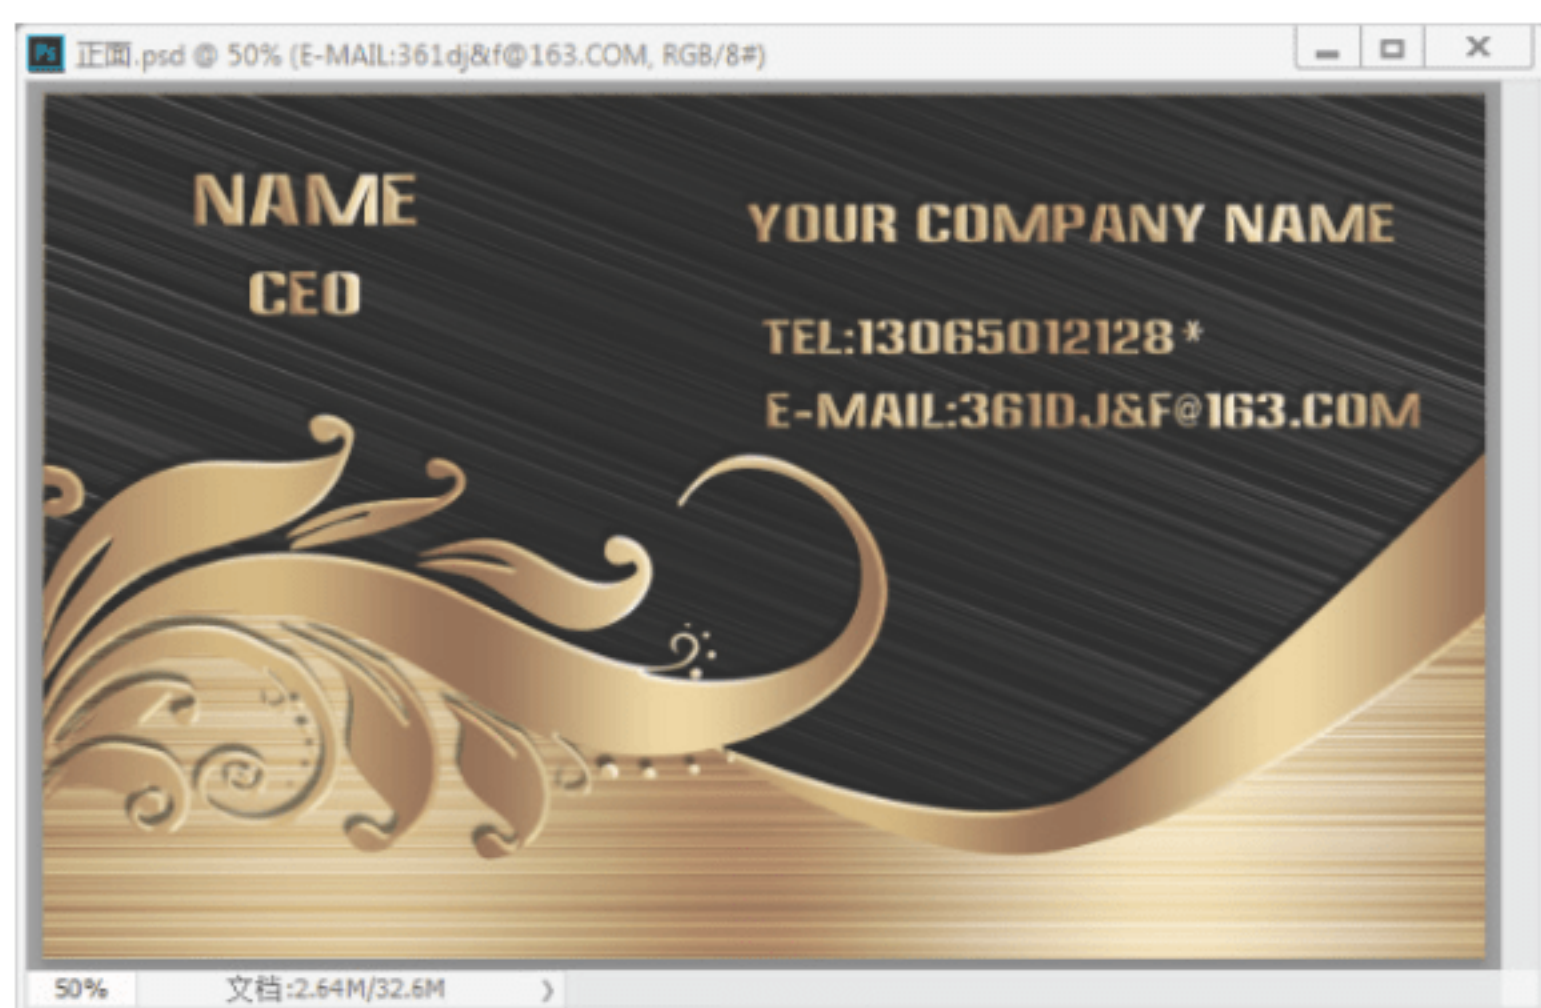 Ps 正面.psd @ 50% (E-MAIL:361dj&f@163.COM, RGB/8#)
NAME
CEO
YOUR COMPANY NAME
TEL:13065012128*
E-MAIL:361DJ&F@163.COM
50% 文档:2.64M/32.6M